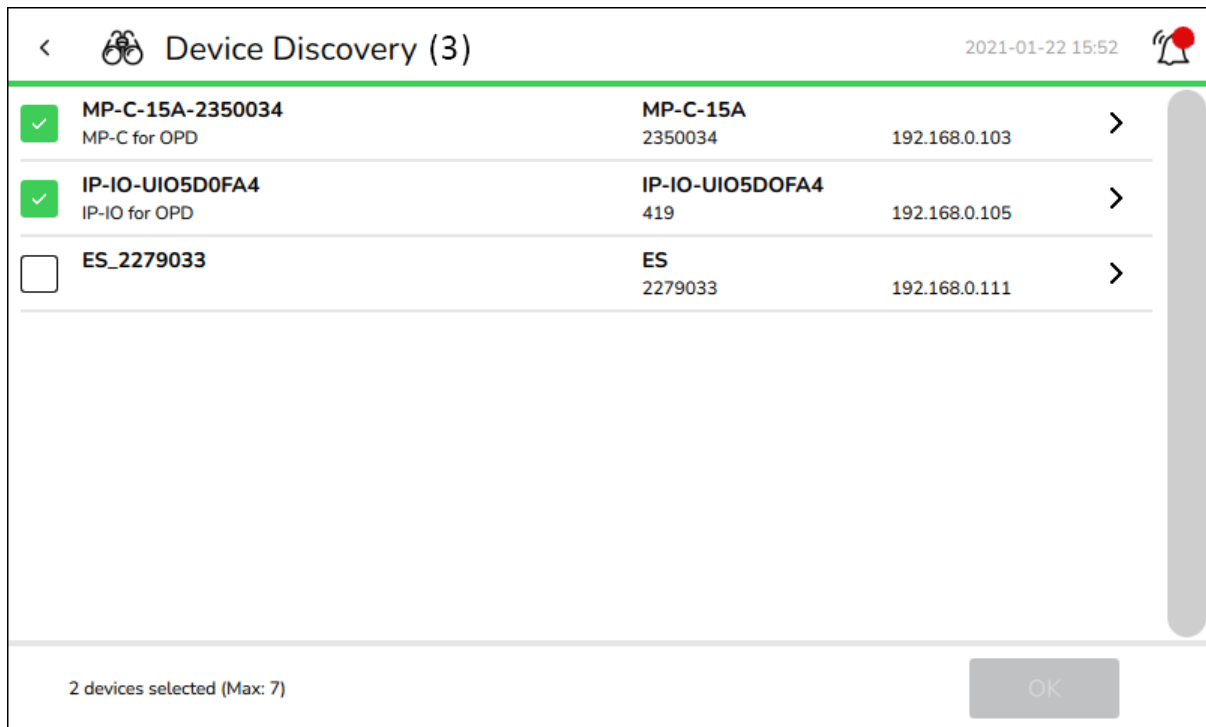 Device Discovery (3) 2021-01-22 15:52
MP-C-15A-2350034 MP-C-15A
MP-C for OPD 2350034 192.168.0.103
IP-IO-UIO5D0FA4 IP-IO-UIO5DOFA4
IP-IO for OPD 419 192.168.0.105
ES_2279033 ES
2279033 192.168.0.111
2 devices selected (Max: 7) OK